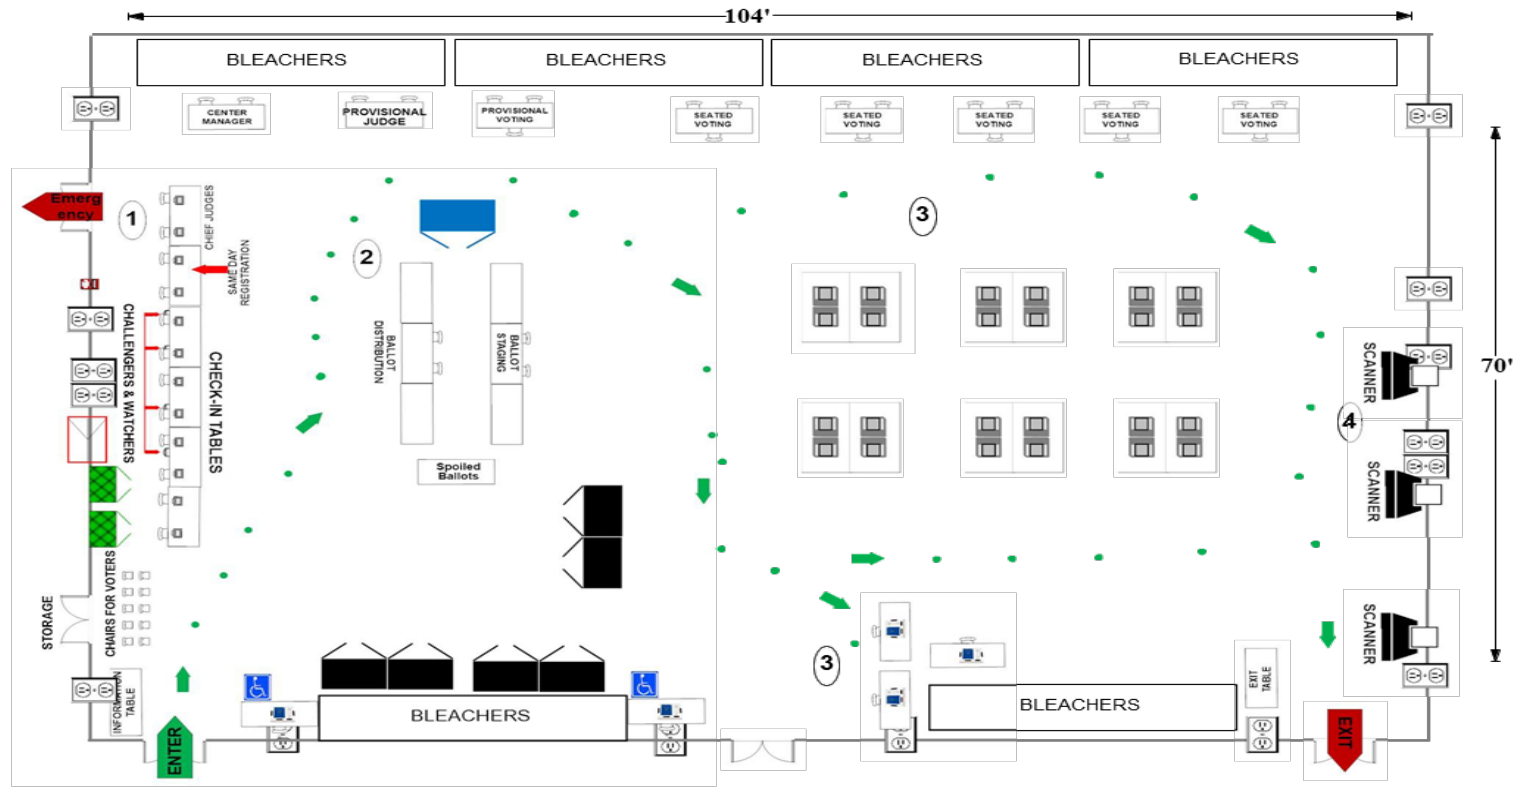 104'
BLEACHERS
BLEACHERS
BLEACHERS
BLEACHERS
CENTER
MANAGER
PROVISIONAL
JUDGE
PROVISIONAL
VOTING
SEATED
VOTING
SEATED
VOTING
SEATED
VOTING
SEATED
VOTING
SEATED
VOTING
Emerg
ency
1
CHIEF JUDGES
SAME DAY
REGISTRATION
2
3
CHALLENGERS & WATCHERS
CHECK-IN TABLES
BALLOT
DISTRIBUTION
BALLOT
STAGING
70'
SCANNER
4
SCANNER
Spoiled
Ballots
STORAGE
CHAIRS FOR VOTERS
SCANNER
3
INFORMATION
TABLE
BLEACHERS
BLEACHERS
EXIT
TABLE
ENTER
EXIT